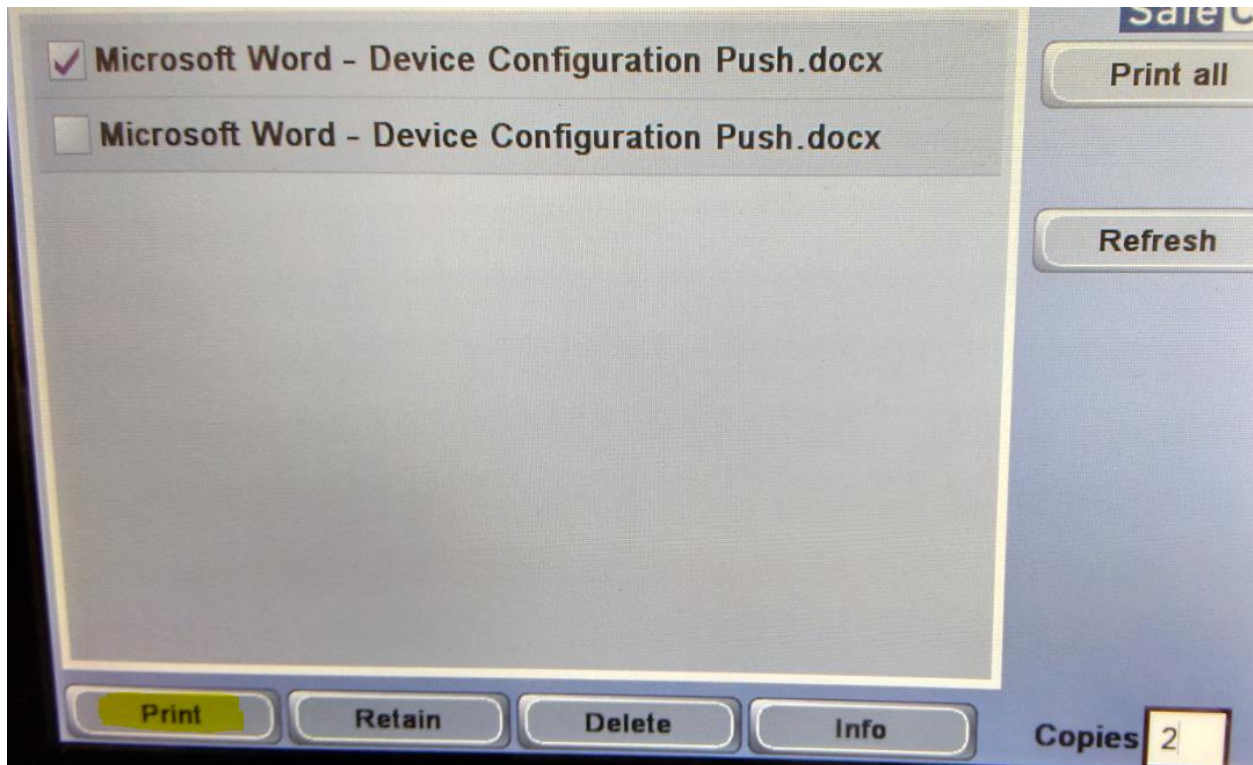 Safe
Microsoft Word - Device Configuration Push.docx
Print all
Microsoft Word - Device Configuration Push.docx
Refresh
Print
Retain
Delete
Info
Copies 2